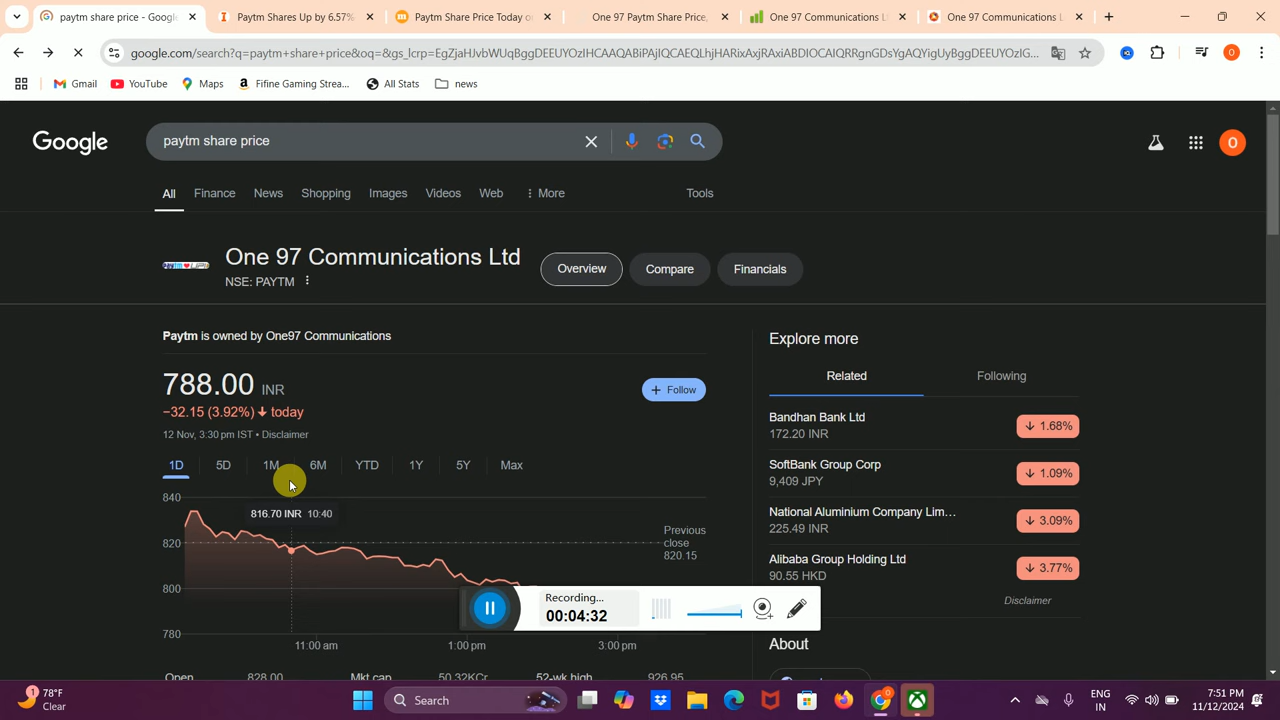 paytm share price - Google
Paytm Shares Up by 6.57%
Paytm Share Price Today o
One 97 Paytm Share Price,
One 97 Communications L
One 97 Communications L
google.com/search?q=paytm+share+price&oq=&gs_lcrp=EgZjaHJvbWUqBggDEEUYOzIHCAAQABiPAjIQCAEQLhjHARixAxjRAxiABDIOCAIQRRgnGDsYgAQYigUyBggDEEUYOzIG...
Gmail
YouTube
Maps
Fifine Gaming Strea...
All Stats
news
Google
paytm share price
O
All
Finance
News
Shopping
Images
Videos
Web
More
Tools
One 97 Communications Ltd
NSE: PAYTM
Overview
Compare
Financials
Paytm is owned by One97 Communications
788.00 INR
−32.15 (3.92%) today
12 Nov, 3:30 pm IST • Disclaimer
+ Follow
1D
5D
1M
6M
YTD
1Y
5Y
Max
840
820
800
780
816.70 INR 10:40
Previous
close
820.15
11:00 am
1:00 pm
3:00 pm
Open
828.00
Mkt cap
50.32KCr
52-wk high
926.95
Explore more
Related
Following
Bandhan Bank Ltd
172.20 INR
1.68%
SoftBank Group Corp
9,409 JPY
1.09%
National Aluminium Company Lim...
225.49 INR
3.09%
Alibaba Group Holding Ltd
90.55 HKD
3.77%
Disclaimer
About
Recording...
00:04:32
1
78°F
Clear
Search
ENG
IN
7:51 PM
11/12/2024